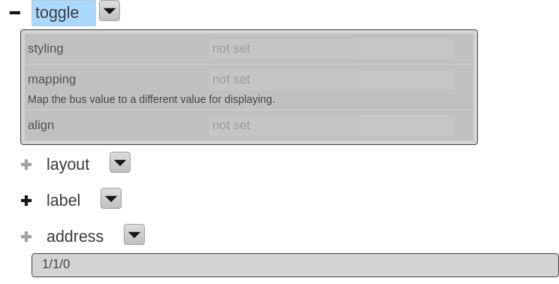 toggle
styling not set
mapping not set
Map the bus value to a different value for displaying.
align not set
layout
label
address
1/1/0